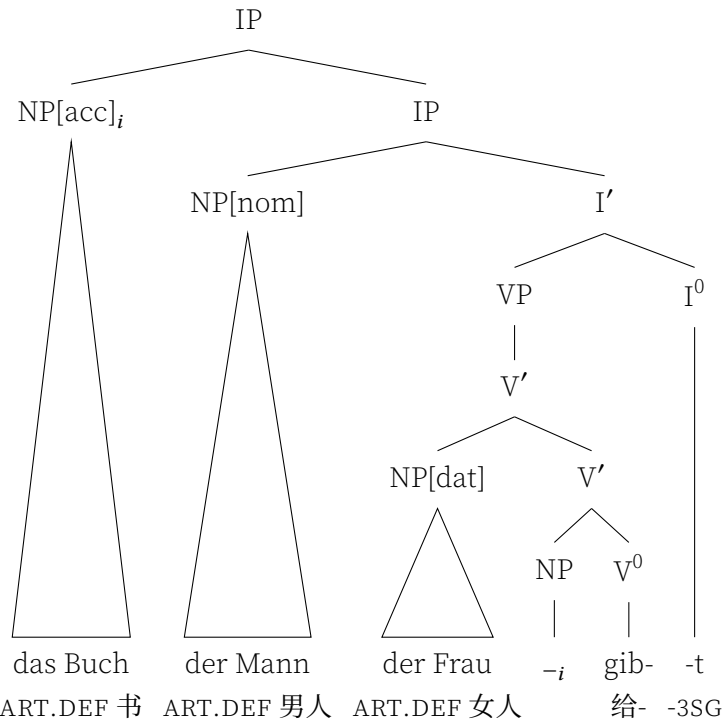 IP
NP[acc]ᵢ IP
NP[nom] I′
VP I⁰
V′
NP[dat] V′
NP V⁰
das Buch der Mann der Frau _ᵢ gib- -t
ART.DEF 书 ART.DEF 男人 ART.DEF 女人 给- -3SG